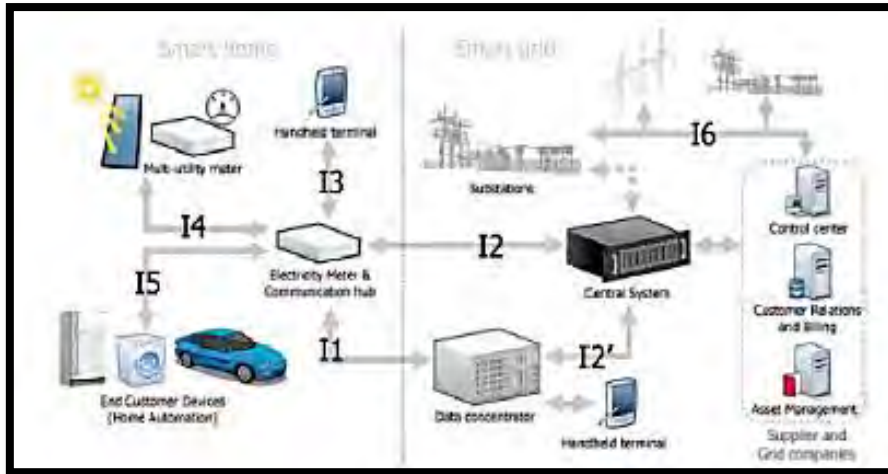 Smart home
Smart grid
Handheld terminal
Multi-utility meter
I3
I6
Substations
I4
Control center
I2
I5
Electricity Meter &
Communication hub
Central System
Customer Relations
and Billing
I1
I2'
End Customer Devices
(Home Automation)
Data concentrator
Asset Management
Handheld terminal
Supplier and
Grid companies